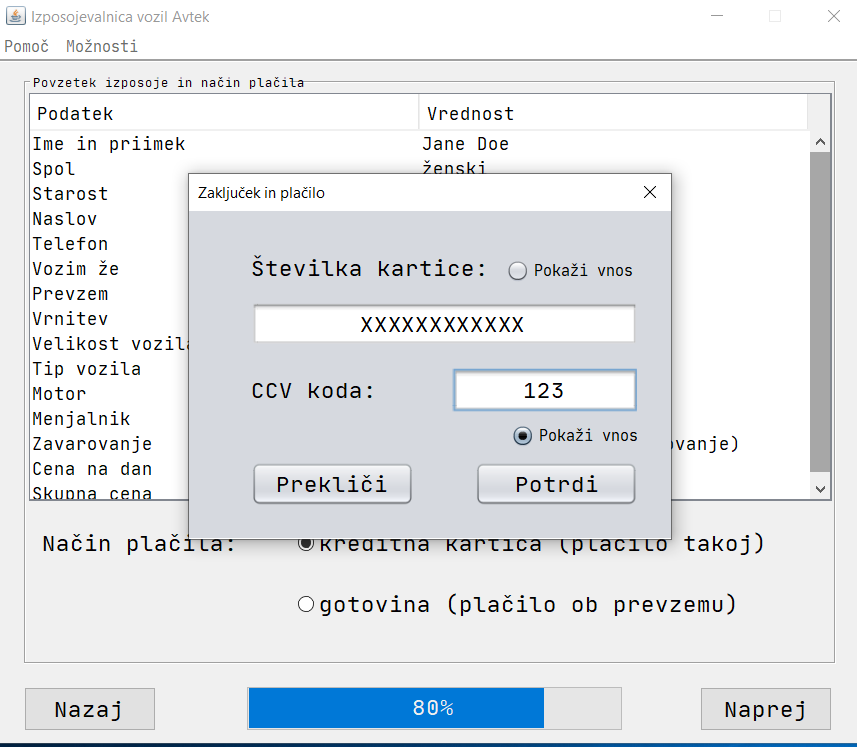 Izposojevalnica vozil Avtek
Pomoč Možnosti
Povzetek izposoje in način plačila
Podatek Vrednost
Ime in priimek Jane Doe
Spol ženski
Starost
Naslov
Telefon
Vozim že
Prevzem
Vrnitev
Velikost vozila
Tip vozila
Motor
Menjalnik
Zavarovanje
Cena na dan
Skupna cena
Zaključek in plačilo
Številka kartice: Pokaži vnos
XXXXXXXXXXXX
CCV koda: 123
Pokaži vnos
Prekliči Potrdi
Način plačila: kreditna kartica (plačilo takoj)
gotovina (plačilo ob prevzemu)
Nazaj 80% Naprej